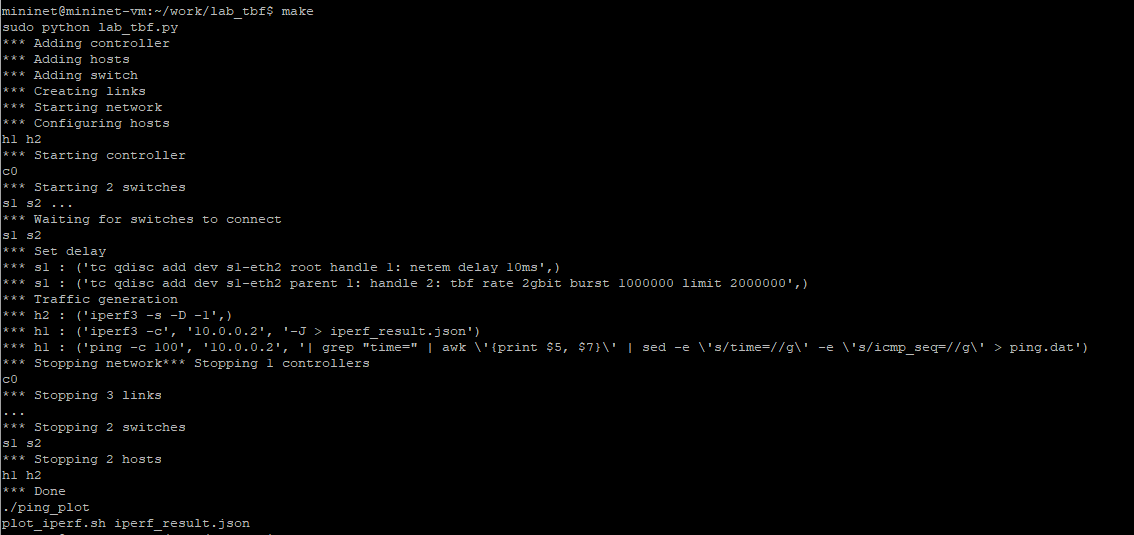 mininet@mininet-vm:~/work/lab_tbf$ make
sudo python lab_tbf.py
*** Adding controller
*** Adding hosts
*** Adding switch
*** Creating links
*** Starting network
*** Configuring hosts
h1 h2
*** Starting controller
c0
*** Starting 2 switches
s1 s2 ...
*** Waiting for switches to connect
s1 s2
*** Set delay
*** s1 : ('tc qdisc add dev s1-eth2 root handle 1: netem delay 10ms',)
*** s1 : ('tc qdisc add dev s1-eth2 parent 1: handle 2: tbf rate 2gbit burst 1000000 limit 2000000',)
*** Traffic generation
*** h2 : ('iperf3 -s -D -1',)
*** h1 : ('iperf3 -c', '10.0.0.2', '-J > iperf_result.json')
*** h1 : ('ping -c 100', '10.0.0.2', '| grep "time=" | awk \'{print $5, $7}\' | sed -e \'s/time=//g\' -e \'s/icmp_seq=//g\' > ping.dat')
*** Stopping network*** Stopping 1 controllers
c0
*** Stopping 3 links
...
*** Stopping 2 switches
s1 s2
*** Stopping 2 hosts
h1 h2
*** Done
./ping_plot
plot_iperf.sh iperf_result.json